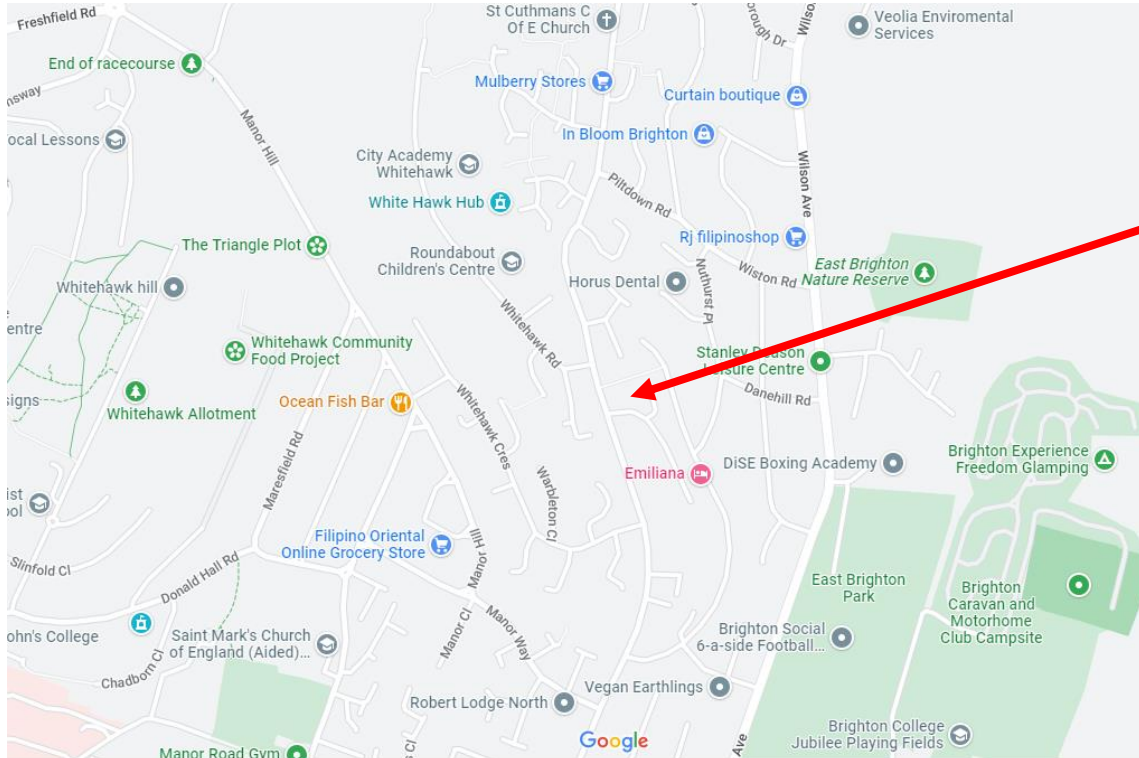 Freshfield Rd
St Cuthmans C
Of E Church
Veolia Enviromental
Services
End of racecourse
Mulberry Stores
Curtain boutique
ocal Lessons
Manor Hill
In Bloom Brighton
City Academy
Whitehawk
Wilson Ave
White Hawk Hub
Piltdown Rd
The Triangle Plot
Rj filipinoshop
Roundabout
Children's Centre
Nuthurst Pl
Wiston Rd
East Brighton
Nature Reserve
Whitehawk hill
Horus Dental
entre
Whitehawk Rd
Whitehawk Community
Food Project
Stanley
Centre
igns
Whitehawk Allotment
Ocean Fish Bar
Whitehawk Cres
Danehill Rd
Maresfield Rd
Brighton Experience
Freedom Glamping
DiSE Boxing Academy
Emiliana
Warbleton Cl
ist
ol
Filipino Oriental
Online Grocery Store
Manor Hill
Slinfold Cl
Donald Hall Rd
East Brighton
Park
Brighton
Caravan and
Motorhome
Club Campsite
ohn's College
Saint Mark's Church
of England (Aided)...
Manor Cl
Manor Way
Brighton Social
6-a-side Football...
Chadborn Cl
Robert Lodge North
Vegan Earthlings
Google
Brighton College
Jubilee Playing Fields
Manor Road Gym
Ave